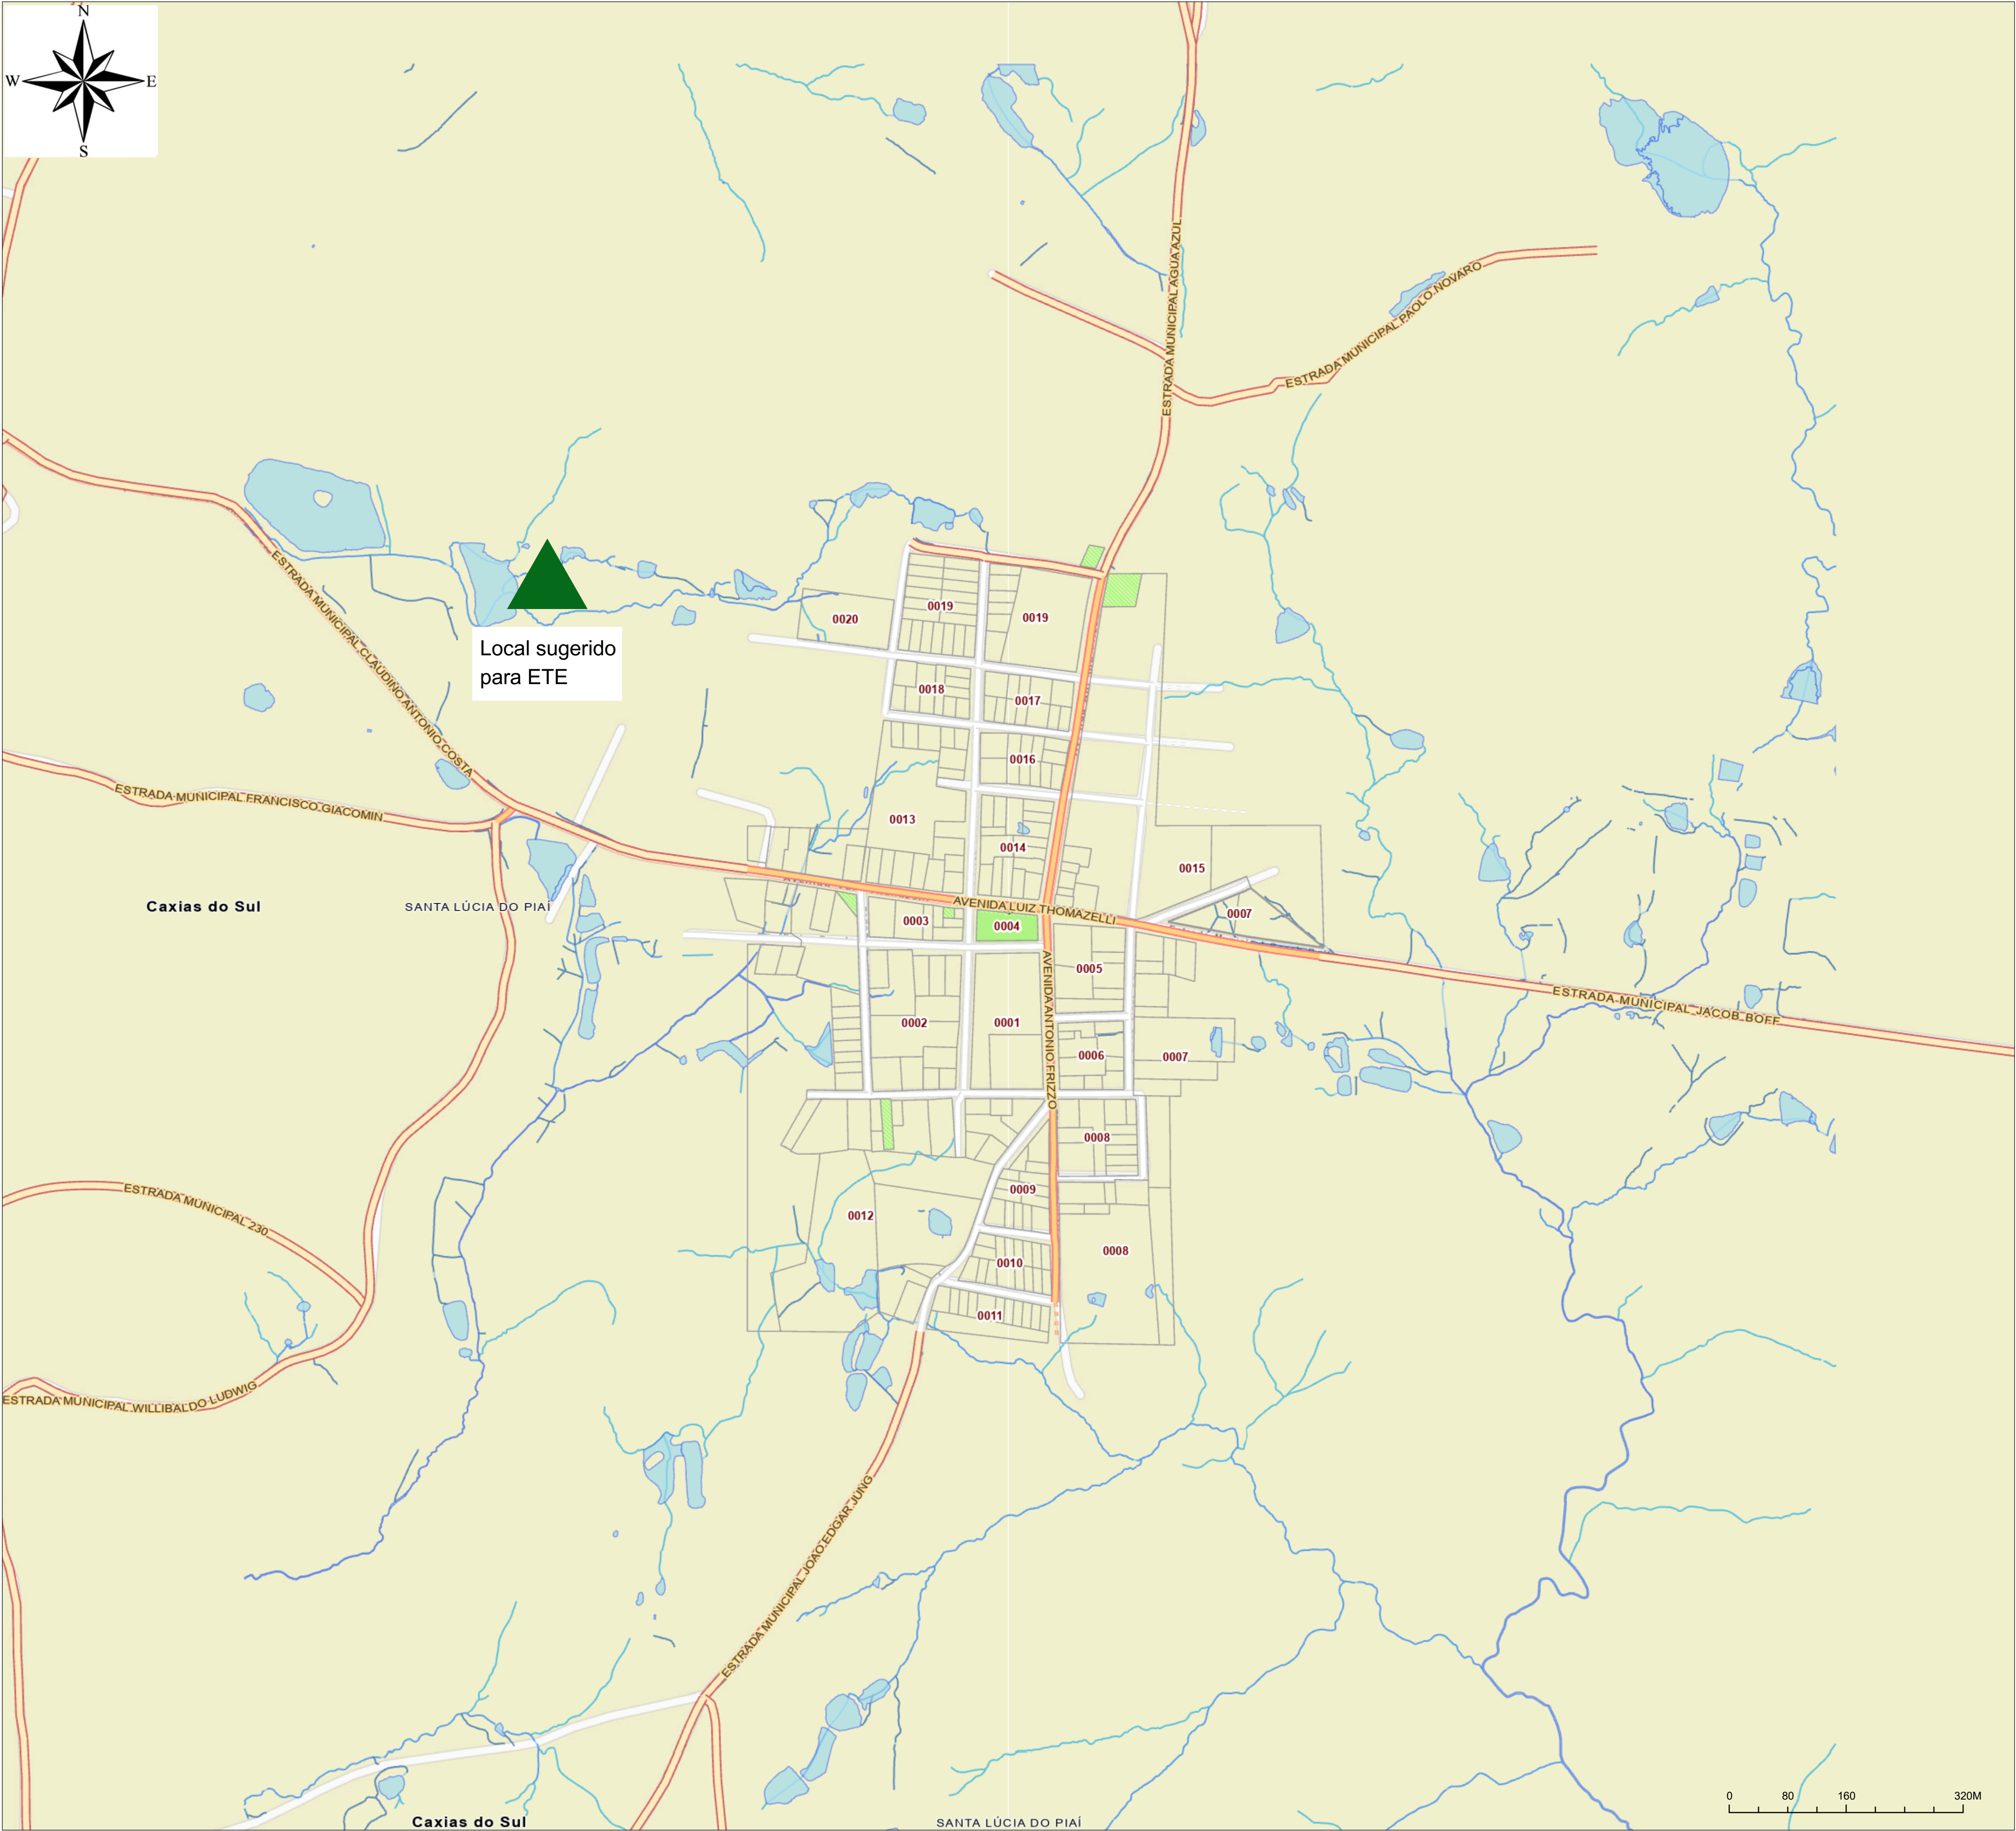 N
W E
S
ESTRADA MUNICIPAL AGUA AZUL
ESTRADA MUNICIPAL PAOLO NOVARO
ESTRADA MUNICIPAL CLAUDINO ANTONIO COSTA
Local sugerido
para ETE
0020
0019
0019
0018
0017
0016
ESTRADA MUNICIPAL FRANCISCO GIACOMIN
0013
0014
0015
Caxias do Sul
SANTA LÚCIA DO PIAÍ
AVENIDA LUIZ THOMAZELLI
0003
0004
0007
0005
AVENIDA ANTONIO FRIZZO
ESTRADA MUNICIPAL JACOB BOFF
0002
0001
0006
0007
0008
ESTRADA MUNICIPAL 230
0009
0012
0008
0010
0011
ESTRADA MUNICIPAL WILLIBALDO LUDWIG
ESTRADA MUNICIPAL JOAO EDGAR JUNG
0 80 160 320M
Caxias do Sul
SANTA LÚCIA DO PIAÍ